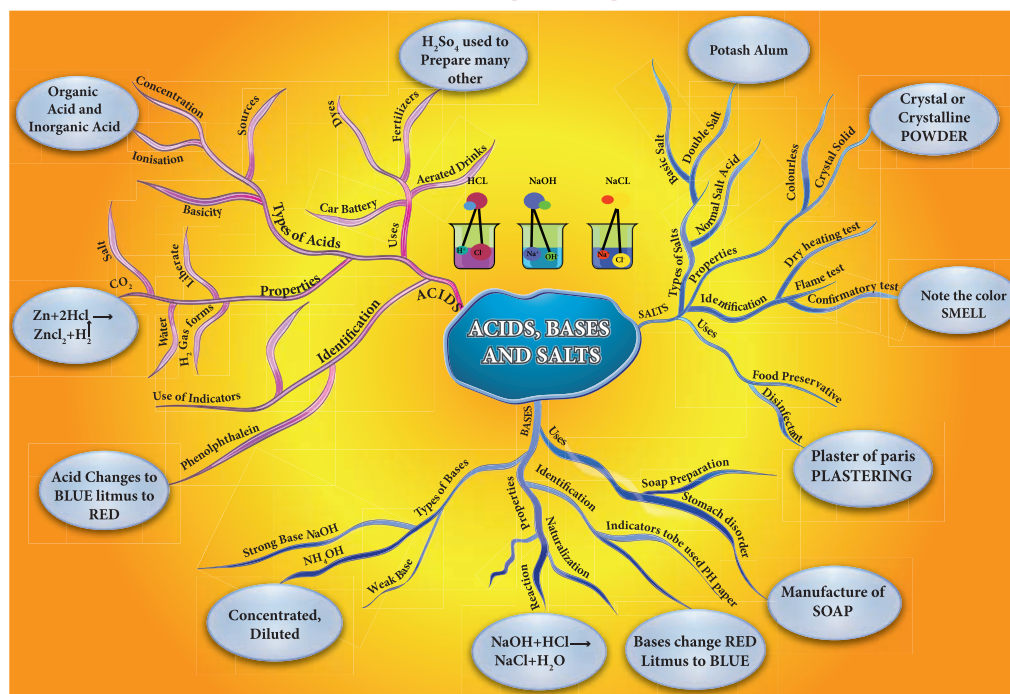 ACIDS, BASES
AND SALTS
ACIDS
Types of Acids
Concentration
Ionisation
Sources
Basicity
Organic
Acid and
Inorganic Acid
Uses
Dyes
Fertilizers
Aerated Drinks
Car Battery
H₂So₄ used to
Prepare many
other
Properties
Salt
CO₂
Water
Liberate
H₂ Gas forms
Zn+2Hcl ⟶
Zncl₂+H₂↑
Identification
Use of Indicators
Phenolphthalein
Acid Changes to
BLUE litmus to
RED
HCL
H⁺
Cl⁻
NaOH
Na⁺
OH⁻
NaCL
Na⁺
Cl⁻
SALTS
Types of Salts
Basic Salt
Double Salt
Normal Salt Acid
Potash Alum
Properties
Colourless
Crystal Solid
Crystal or
Crystalline
POWDER
Identification
Dry heating test
Flame test
Confirmatory test
Note the color
SMELL
Uses
Food Preservative
Disinfectant
Plaster of paris
PLASTERING
BASES
Types of Bases
Strong Base NaOH
NH₄OH
Weak Base
Concentrated,
Diluted
Properties
Reaction
Naturalization
NaOH+HCl⟶
NaCl+H₂O
Identification
Indicators tobe used PH paper
Bases change RED
Litmus to BLUE
Uses
Soap Preparation
Stomach disorder
Manufacture of
SOAP